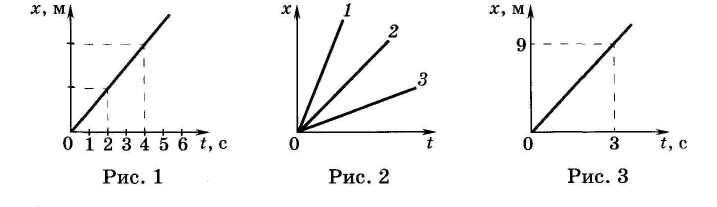 x, м
0 1 2 3 4 5 6 t, с
Рис. 1
x
1
2
3
0 t
Рис. 2
x, м
9
0 3 t, с
Рис. 3